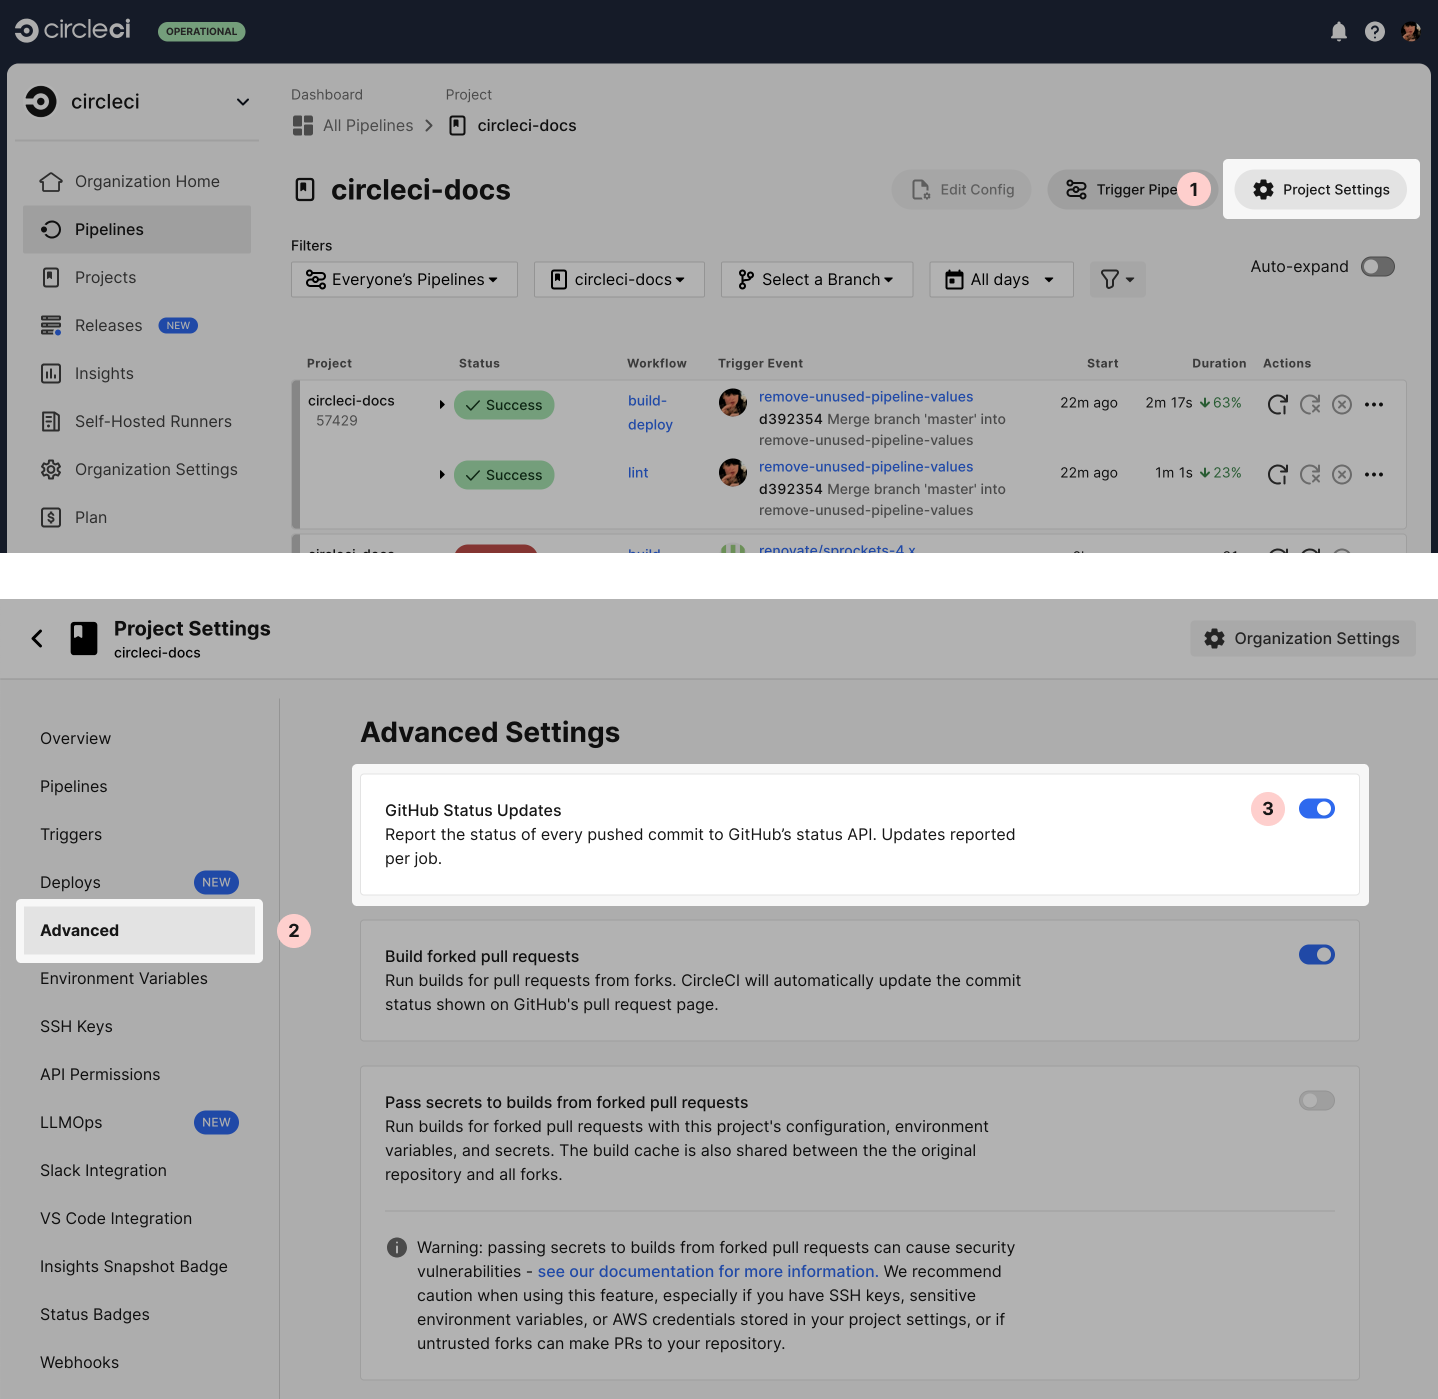 circleci
OPERATIONAL
circleci
Dashboard
Project
All Pipelines
circleci-docs
Organization Home
Pipelines
Projects
Releases
NEW
Insights
Self-Hosted Runners
Organization Settings
Plan
circleci-docs
Edit Config
Trigger Pipe
1
Project Settings
Filters
Everyone's Pipelines
circleci-docs
Select a Branch
All days
Auto-expand
Project
Status
Workflow
Trigger Event
Start
Duration
Actions
circleci-docs
57429
Success
build-
deploy
remove-unused-pipeline-values
d392354 Merge branch 'master' into
remove-unused-pipeline-values
22m ago
2m 17s
63%
Success
lint
remove-unused-pipeline-values
d392354 Merge branch 'master' into
remove-unused-pipeline-values
22m ago
1m 1s
23%
circleci-docs
build-
renovate/sprockets-4.x
Project Settings
circleci-docs
Organization Settings
Overview
Pipelines
Triggers
Deploys
NEW
Advanced
2
Environment Variables
SSH Keys
API Permissions
LLMOps
NEW
Slack Integration
VS Code Integration
Insights Snapshot Badge
Status Badges
Webhooks
Advanced Settings
GitHub Status Updates
3
Report the status of every pushed commit to GitHub's status API. Updates reported
per job.
Build forked pull requests
Run builds for pull requests from forks. CircleCI will automatically update the commit
status shown on GitHub's pull request page.
Pass secrets to builds from forked pull requests
Run builds for forked pull requests with this project's configuration, environment
variables, and secrets. The build cache is also shared between the the original
repository and all forks.
Warning: passing secrets to builds from forked pull requests can cause security
vulnerabilities - see our documentation for more information. We recommend
caution when using this feature, especially if you have SSH keys, sensitive
environment variables, or AWS credentials stored in your project settings, or if
untrusted forks can make PRs to your repository.